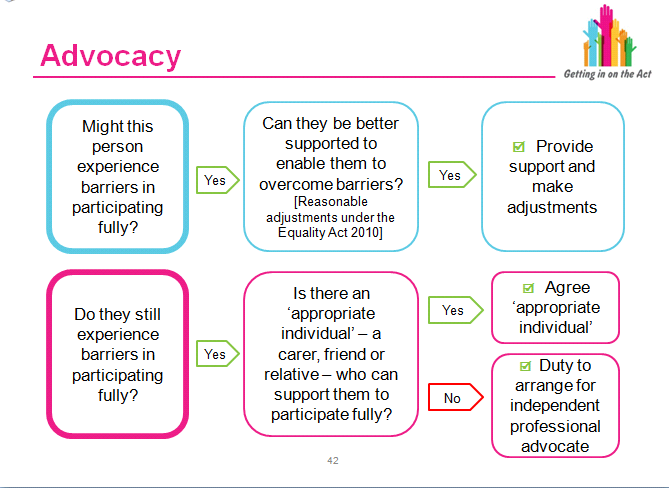 Advocacy
Getting in on the Act
Might this
person
experience
barriers in
participating
fully?
Yes
Can they be better
supported to
enable them to
overcome barriers?
[Reasonable
adjustments under the
Equality Act 2010]
Yes
Provide
support and
make
adjustments
Do they still
experience
barriers in
participating
fully?
Yes
Is there an
‘appropriate
individual’ – a
carer, friend or
relative – who can
support them to
participate fully?
Yes
Agree
‘appropriate
individual’
No
Duty to
arrange for
independent
professional
advocate
42